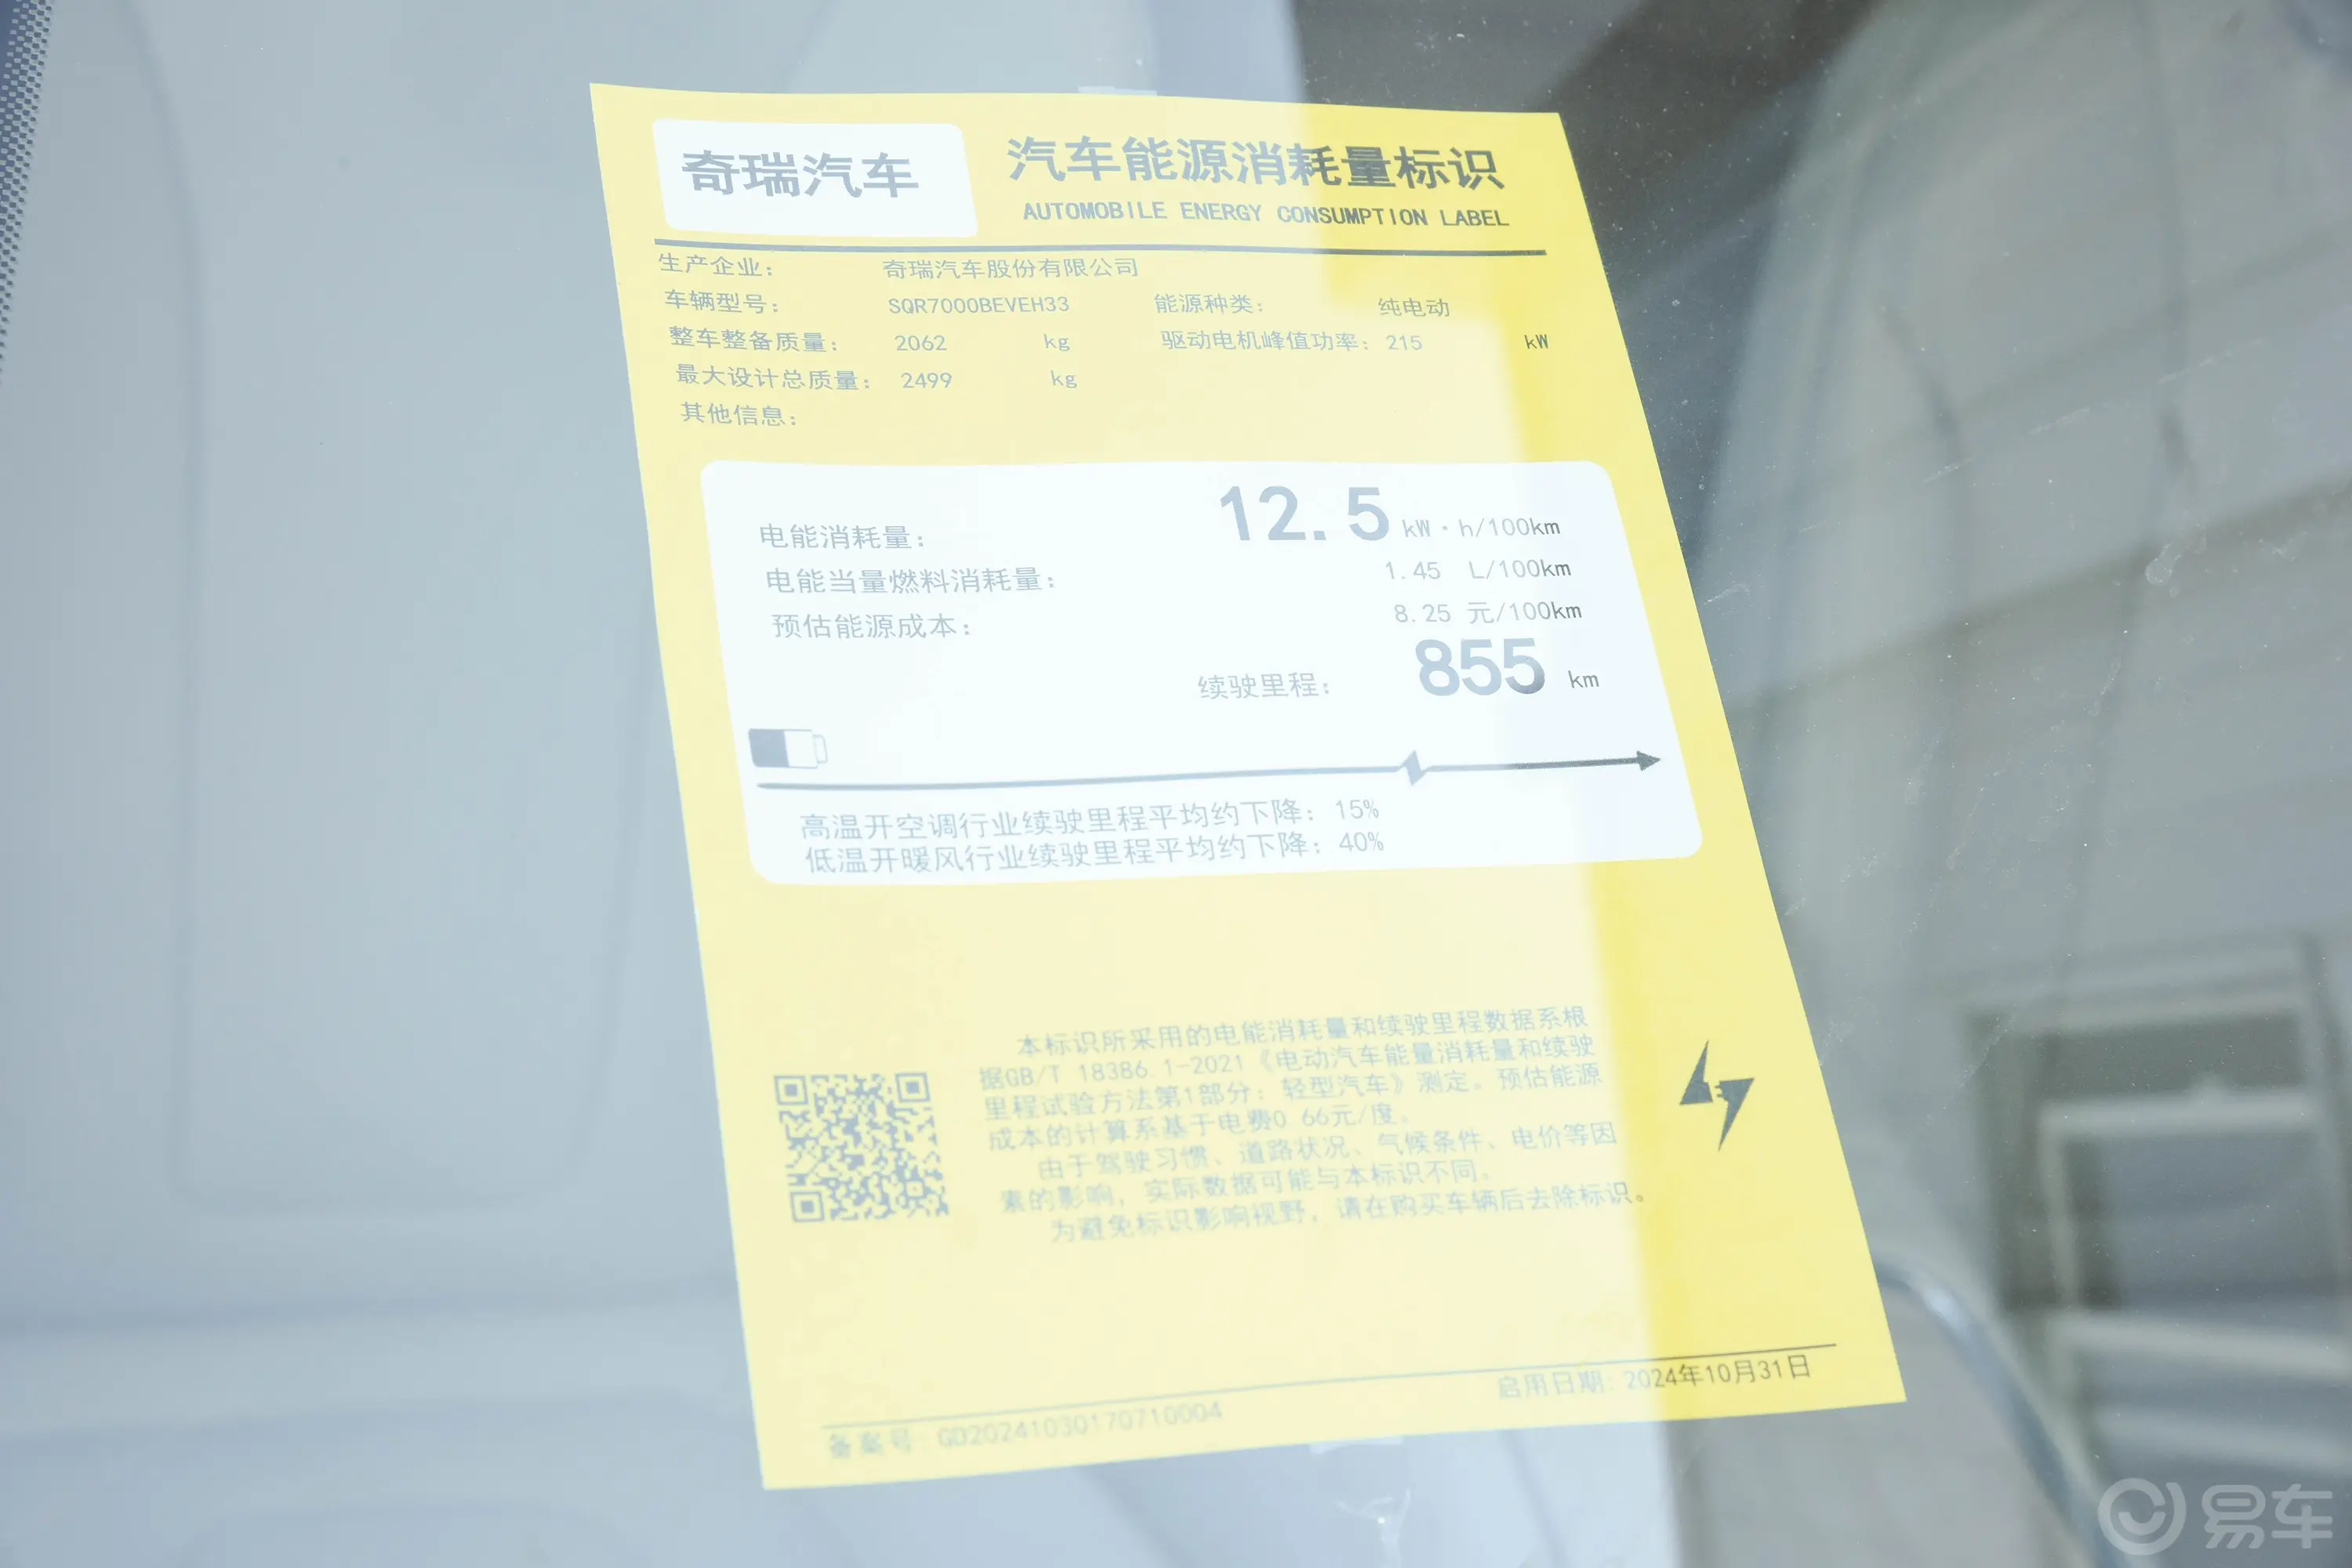 奇瑞汽车
汽车能源消耗量标识
AUTOMOBILE ENERGY CONSUMPTION LABEL
生产企业: 奇瑞汽车股份有限公司
车辆型号: SQR7000BEVEH33 能源种类: 纯电动
整车整备质量: 2062 kg 驱动电机峰值功率: 215 kW
最大设计总质量: 2499 kg
其他信息:
电能消耗量: 12.5 kW·h/100km
电能当量燃料消耗量: 1.45 L/100km
预估能源成本: 8.25 元/100km
续驶里程: 855 km
高温开空调行业续驶里程平均约下降: 15%
低温开暖风行业续驶里程平均约下降: 40%
本标识所采用的电能消耗量和续驶里程数据系根
据GB/T 18386.1-2021《电动汽车能量消耗量和续驶
里程试验方法第1部分: 轻型汽车》测定。预估能源
成本的计算系基于电费0.66元/度。
由于驾驶习惯、道路状况、气候条件、电价等因
素的影响, 实际数据可能与本标识不同。
为避免标识影响视野, 请在购买车辆后去除标识。
启用日期: 2024年10月31日
备案号: GD20241030170710004
易车